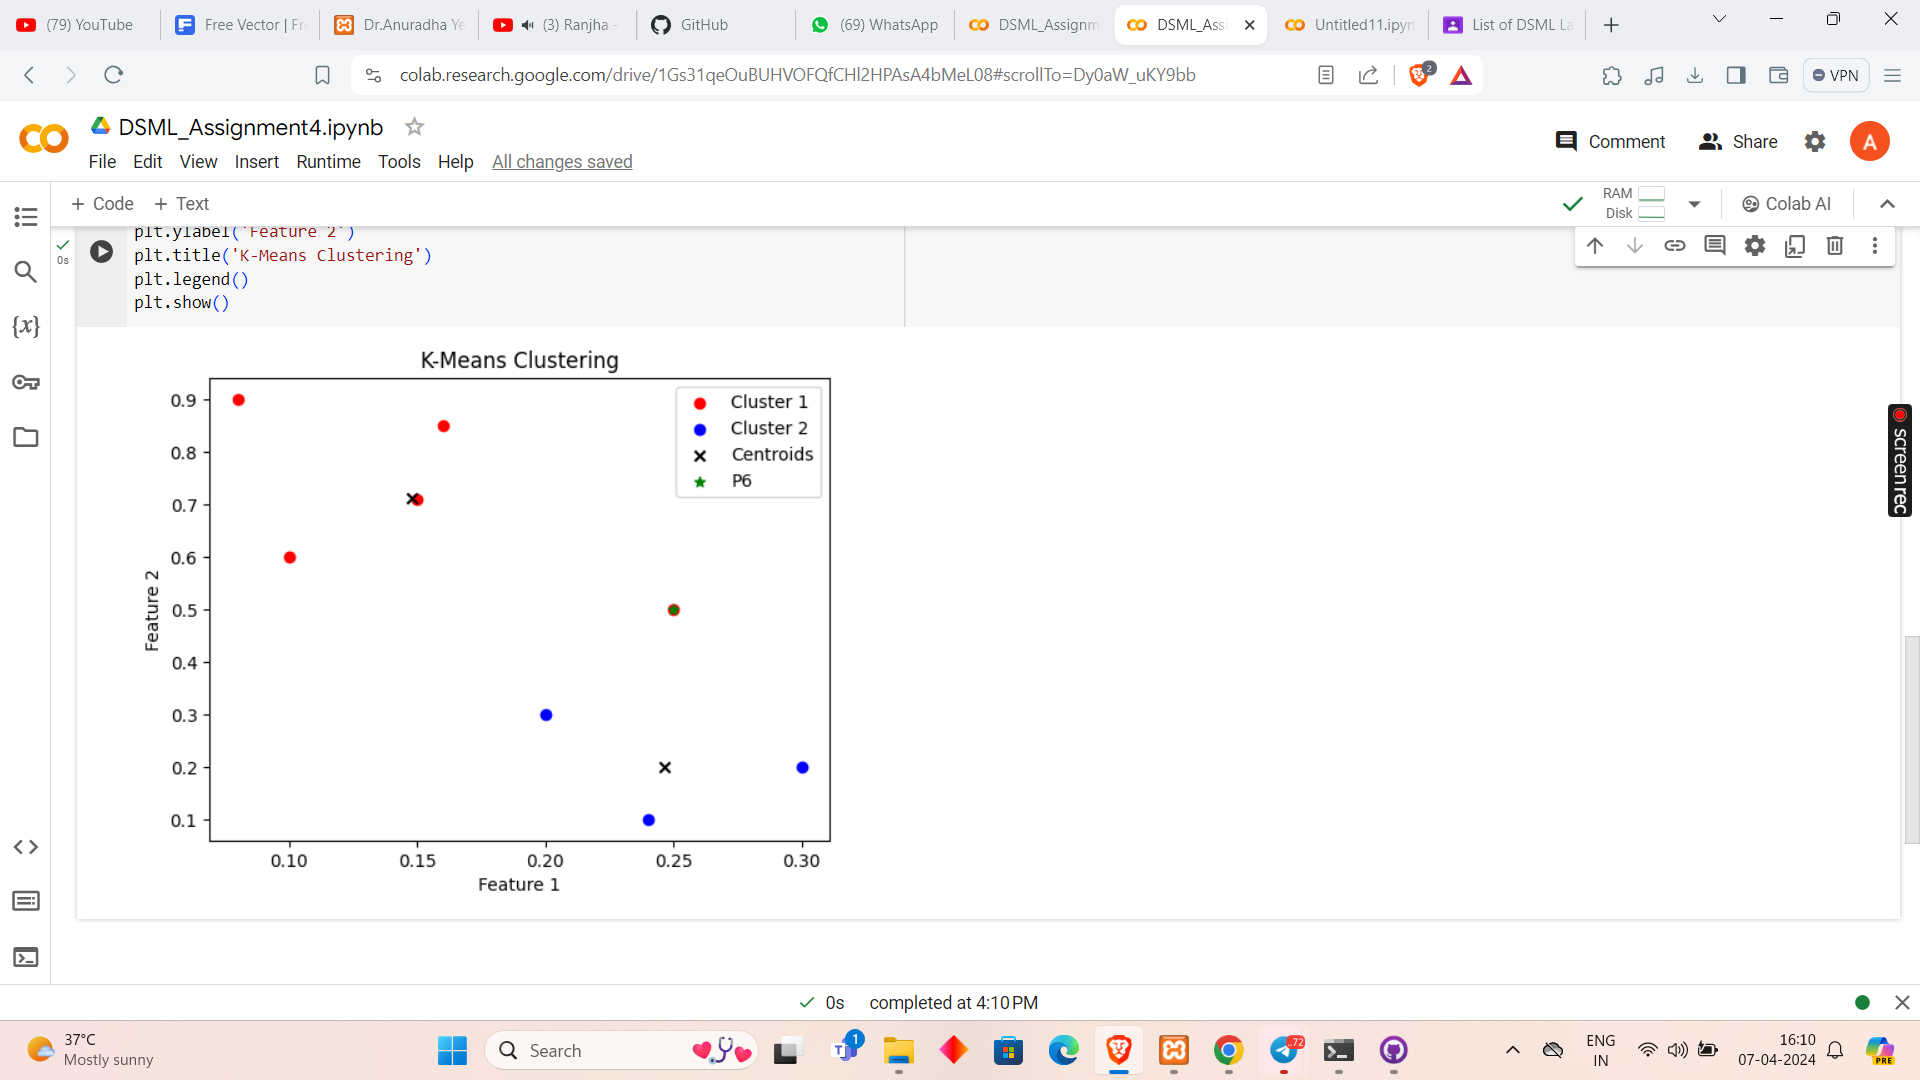 (79) YouTube
Free Vector | Fr
Dr.Anuradha Ye
(3) Ranjha -
GitHub
(69) WhatsApp
DSML_Assignm
DSML_Assi
Untitled11.ipyn
List of DSML La
colab.research.google.com/drive/1Gs31qeOuBUHVOFQfCHl2HPAsA4bMeL08#scrollTo=Dy0aW_uKY9bb
2
VPN
DSML_Assignment4.ipynb
Comment
Share
A
File Edit View Insert Runtime Tools Help All changes saved
+ Code + Text
RAM
Disk
Colab AI
{x}
0s
plt.ylabel('Feature 2')
plt.title('K-Means Clustering')
plt.legend()
plt.show()
K-Means Clustering
Cluster 1
Cluster 2
Centroids
P6
0.9
0.8
0.7
0.6
0.5
0.4
0.3
0.2
0.1
Feature 2
0.10 0.15 0.20 0.25 0.30
Feature 1
screenrec
0s completed at 4:10 PM
37°C
Mostly sunny
Search
1
..72
ENG
IN
16:10
07-04-2024
PRE